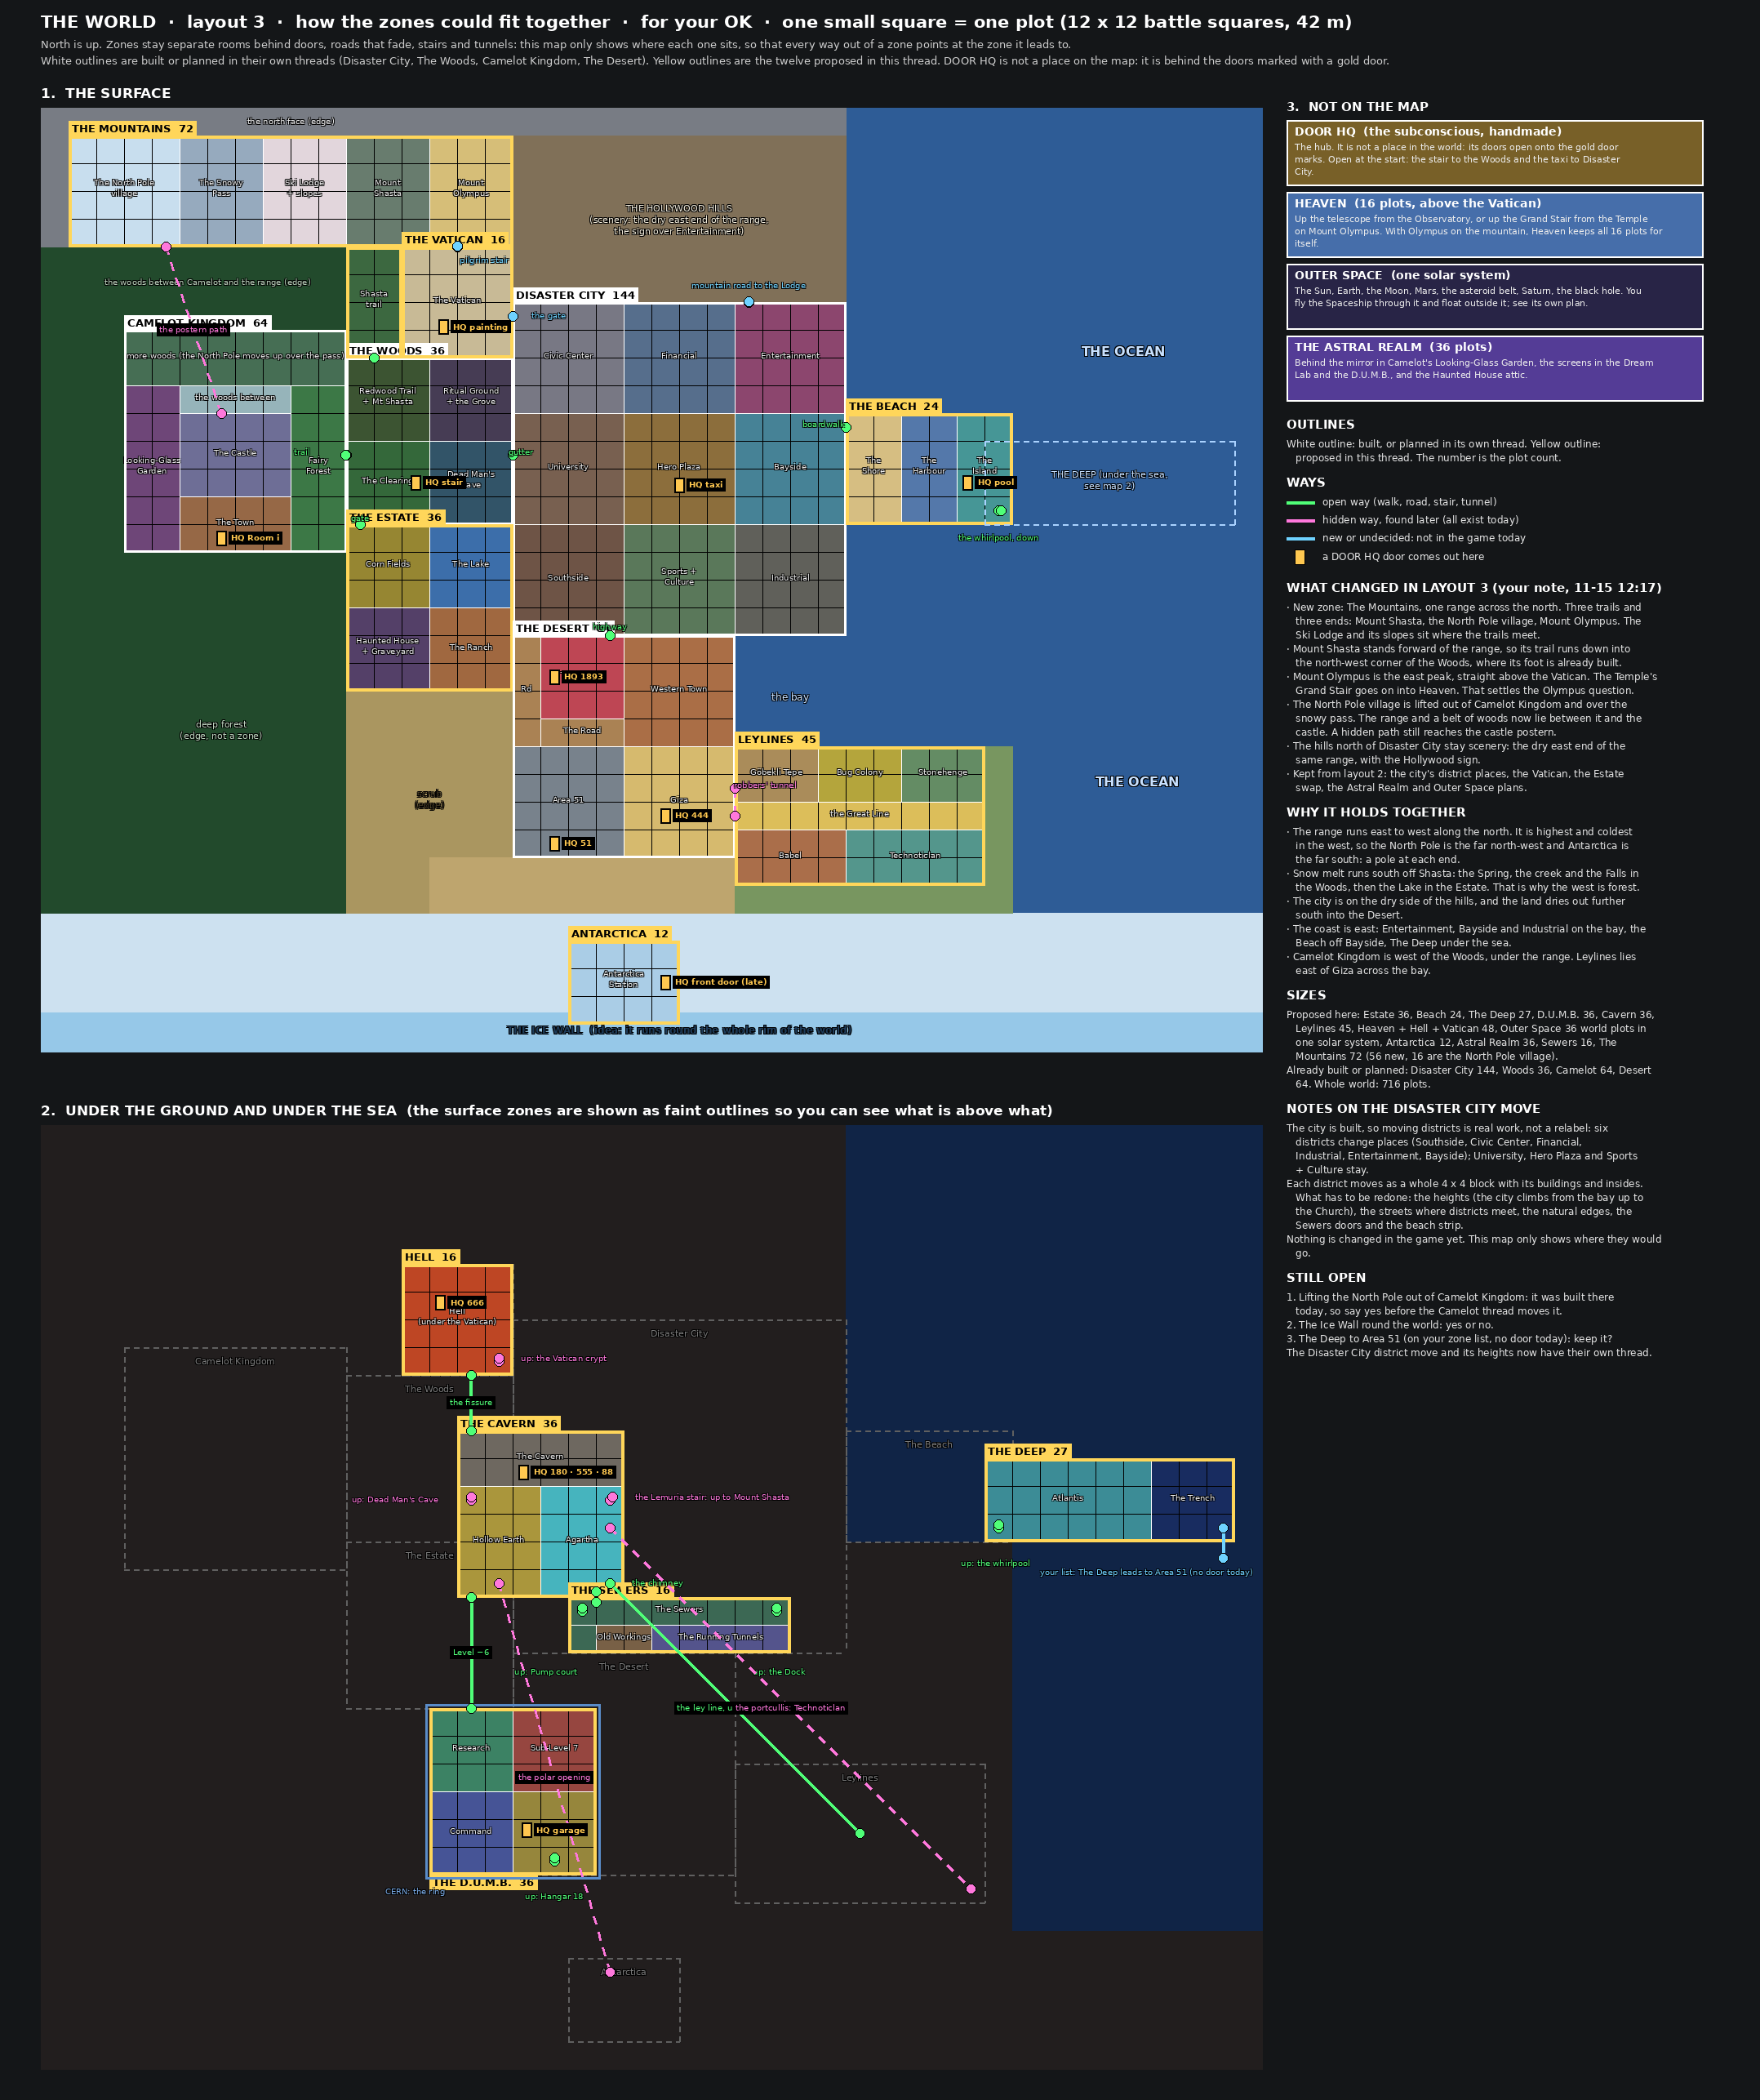 THE WORLD · layout 3 · how the zones could fit together · for your OK · one small square = one plot (12 x 12 battle squares, 42 m)
North is up. Zones stay separate rooms behind doors, roads that fade, stairs and tunnels: this map only shows where each one sits, so that every way out of a zone points at the zone it leads to.
White outlines are built or planned in their own threads (Disaster City, The Woods, Camelot Kingdom, The Desert). Yellow outlines are the twelve proposed in this thread. DOOR HQ is not a place on the map: it is behind the doors marked with a gold door.
1. THE SURFACE
the north face (edge)
THE MOUNTAINS 72
The North Pole
village
The Snowy
Pass
Ski Lodge
+ slopes
Mount
Shasta
Mount
Olympus
THE HOLLYWOOD HILLS
(scenery: the dry east end of the range,
the sign over Entertainment)
THE VATICAN 16
pilgrim stair
the woods between Camelot and the range (edge)
Shasta
trail
The Vatican
HQ painting
mountain road to the Lodge
DISASTER CITY 144
the gate
CAMELOT KINGDOM 64
the postern path
more woods (the North Pole moves up over the pass)
the woods between
Looking-Glass
Garden
The Castle
trail
Fairy
Forest
The Town
HQ Room i
THE WOODS 36
Redwood Trail
+ Mt Shasta
Ritual Ground
+ the Grove
The Clearing
HQ stair
Dead Man's
gutter
Civic Center
Financial
Entertainment
University
Hero Plaza
HQ taxi
Bayside
Southside
Sports +
Culture
Industrial
THE OCEAN
THE BEACH 24
boardwalk
The
Shore
The
Harbour
The
Island
HQ pool
THE DEEP (under the sea,
see map 2)
the whirlpool, down
THE ESTATE 36
Corn Fields
The Lake
Haunted House
+ Graveyard
The Ranch
THE DESERT
highway
HQ 1893
Rd
Western Town
The Road
Area 51
Giza
HQ 444
HQ 51
the bay
deep forest
(edge, not a zone)
scrub
(edge)
LEYLINES 45
Göbekli Tepe
Bug Colony
Stonehenge
robbers' tunnel
the Great Line
Babel
Technoticlan
THE OCEAN
ANTARCTICA 12
Antarctica
Station
HQ front door (late)
THE ICE WALL (idea: it runs round the whole rim of the world)
2. UNDER THE GROUND AND UNDER THE SEA (the surface zones are shown as faint outlines so you can see what is above what)
HELL 16
HQ 666
Hell
(under the Vatican)
up: the Vatican crypt
Disaster City
Camelot Kingdom
The Woods
the fissure
THE CAVERN 36
The Cavern
HQ 180 · 555 · 88
up: Dead Man's Cave
the Lemuria stair: up to Mount Shasta
Hollow Earth
Agartha
The Estate
the chimney
THE SEWERS 16
The Sewers
Old Workings
The Running Tunnels
The Beach
THE DEEP 27
Atlantis
The Trench
up: the whirlpool
your list: The Deep leads to Area 51 (no door today)
Level −6
up: Pump court
The Desert
up: the Dock
the ley line, u
the portcullis: Technoticlan
Research
Sub-Level 7
the polar opening
Command
HQ garage
THE D.U.M.B. 36
CERN: the ring
up: Hangar 18
Leylines
Antarctica
3. NOT ON THE MAP
DOOR HQ (the subconscious, handmade)
The hub. It is not a place in the world: its doors open onto the gold door
marks. Open at the start: the stair to the Woods and the taxi to Disaster
City.
HEAVEN (16 plots, above the Vatican)
Up the telescope from the Observatory, or up the Grand Stair from the Temple
on Mount Olympus. With Olympus on the mountain, Heaven keeps all 16 plots for
itself.
OUTER SPACE (one solar system)
The Sun, Earth, the Moon, Mars, the asteroid belt, Saturn, the black hole. You
fly the Spaceship through it and float outside it; see its own plan.
THE ASTRAL REALM (36 plots)
Behind the mirror in Camelot's Looking-Glass Garden, the screens in the Dream
Lab and the D.U.M.B., and the Haunted House attic.
OUTLINES
White outline: built, or planned in its own thread. Yellow outline:
proposed in this thread. The number is the plot count.
WAYS
open way (walk, road, stair, tunnel)
hidden way, found later (all exist today)
new or undecided: not in the game today
a DOOR HQ door comes out here
WHAT CHANGED IN LAYOUT 3 (your note, 11-15 12:17)
· New zone: The Mountains, one range across the north. Three trails and
three ends: Mount Shasta, the North Pole village, Mount Olympus. The
Ski Lodge and its slopes sit where the trails meet.
· Mount Shasta stands forward of the range, so its trail runs down into
the north-west corner of the Woods, where its foot is already built.
· Mount Olympus is the east peak, straight above the Vatican. The Temple's
Grand Stair goes on into Heaven. That settles the Olympus question.
· The North Pole village is lifted out of Camelot Kingdom and over the
snowy pass. The range and a belt of woods now lie between it and the
castle. A hidden path still reaches the castle postern.
· The hills north of Disaster City stay scenery: the dry east end of the
same range, with the Hollywood sign.
· Kept from layout 2: the city's district places, the Vatican, the Estate
swap, the Astral Realm and Outer Space plans.
WHY IT HOLDS TOGETHER
· The range runs east to west along the north. It is highest and coldest
in the west, so the North Pole is the far north-west and Antarctica is
the far south: a pole at each end.
· Snow melt runs south off Shasta: the Spring, the creek and the Falls in
the Woods, then the Lake in the Estate. That is why the west is forest.
· The city is on the dry side of the hills, and the land dries out further
south into the Desert.
· The coast is east: Entertainment, Bayside and Industrial on the bay, the
Beach off Bayside, The Deep under the sea.
· Camelot Kingdom is west of the Woods, under the range. Leylines lies
east of Giza across the bay.
SIZES
Proposed here: Estate 36, Beach 24, The Deep 27, D.U.M.B. 36, Cavern 36,
Leylines 45, Heaven + Hell + Vatican 48, Outer Space 36 world plots in
one solar system, Antarctica 12, Astral Realm 36, Sewers 16, The
Mountains 72 (56 new, 16 are the North Pole village).
Already built or planned: Disaster City 144, Woods 36, Camelot 64, Desert
64. Whole world: 716 plots.
NOTES ON THE DISASTER CITY MOVE
The city is built, so moving districts is real work, not a relabel: six
districts change places (Southside, Civic Center, Financial,
Industrial, Entertainment, Bayside); University, Hero Plaza and Sports
+ Culture stay.
Each district moves as a whole 4 x 4 block with its buildings and insides.
What has to be redone: the heights (the city climbs from the bay up to
the Church), the streets where districts meet, the natural edges, the
Sewers doors and the beach strip.
Nothing is changed in the game yet. This map only shows where they would
go.
STILL OPEN
1. Lifting the North Pole out of Camelot Kingdom: it was built there
today, so say yes before the Camelot thread moves it.
2. The Ice Wall round the world: yes or no.
3. The Deep to Area 51 (on your zone list, no door today): keep it?
The Disaster City district move and its heights now have their own thread.